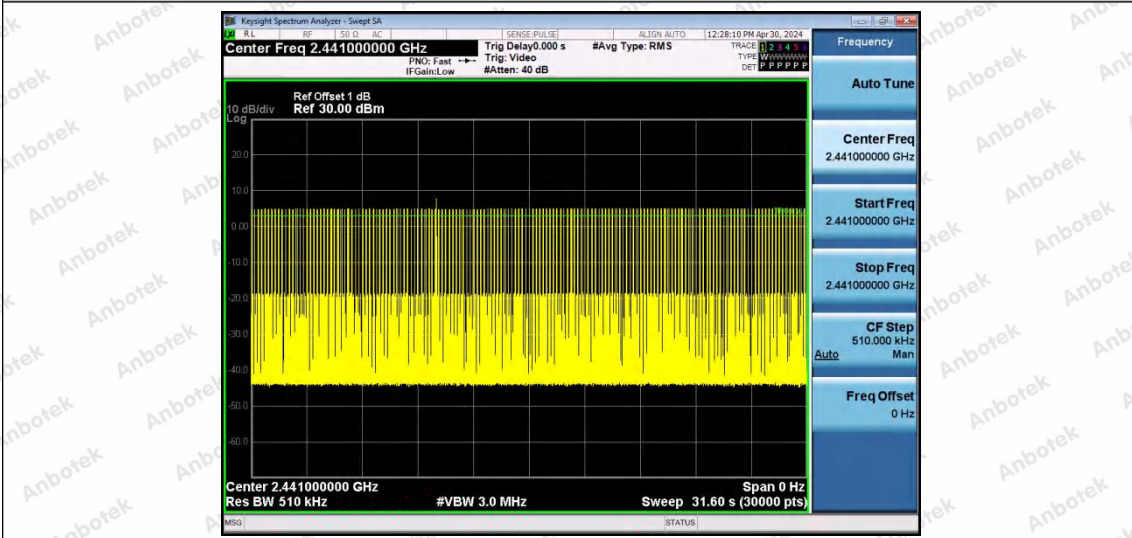 Keysight Spectrum Analyzer - Swept SA
RL RF 50 Ω AC SENSE:PULSE ALIGN AUTO 12:28:10 PM Apr 30, 2024
Center Freq 2.441000000 GHz
PNO: Fast
IFGain:Low
Trig Delay0.000 s
Trig: Video
#Atten: 40 dB
#Avg Type: RMS
TRACE 1 2 3 4 5 6
TYPE WWWWWW
DET P P P P P P
Ref Offset 1 dB
10 dB/div Ref 30.00 dBm
Log
20.0
10.0
0.00
-10.0
-20.0
-30.0
-40.0
-50.0
-60.0
Center 2.441000000 GHz Span 0 Hz
Res BW 510 kHz #VBW 3.0 MHz Sweep 31.60 s (30000 pts)
MSG STATUS
Frequency
Auto Tune
Center Freq
2.441000000 GHz
Start Freq
2.441000000 GHz
Stop Freq
2.441000000 GHz
CF Step
510.000 kHz
Auto Man
Freq Offset
0 Hz
Anbotek